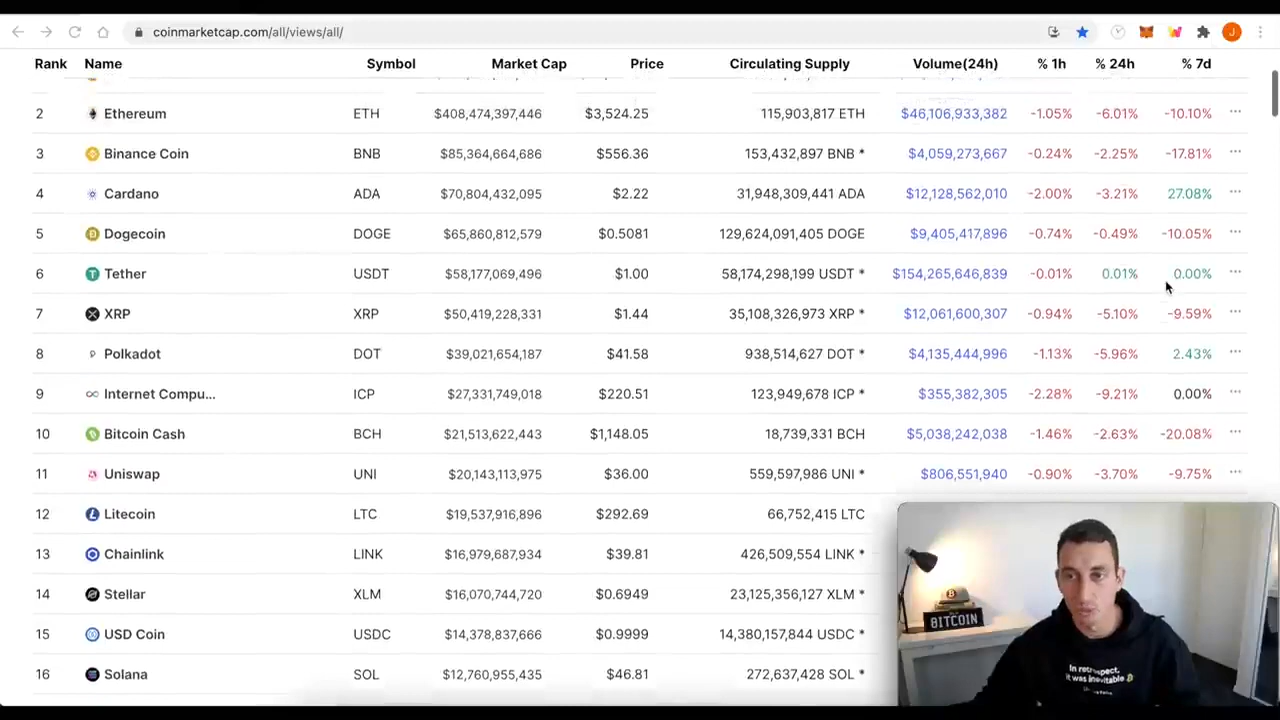 coinmarketcap.com/all/views/all/
J
Rank Name Symbol Market Cap Price Circulating Supply Volume(24h) % 1h % 24h % 7d
2 Ethereum ETH $408,474,397,446 $3,524.25 115,903,817 ETH $46,106,933,382 -1.05% -6.01% -10.10%
3 Binance Coin BNB $85,364,664,686 $556.36 153,432,897 BNB * $4,059,273,667 -0.24% -2.25% -17.81%
4 Cardano ADA $70,804,432,095 $2.22 31,948,309,441 ADA $12,128,562,010 -2.00% -3.21% 27.08%
5 Dogecoin DOGE $65,860,812,579 $0.5081 129,624,091,405 DOGE $9,405,417,896 -0.74% -0.49% -10.05%
6 Tether USDT $58,177,069,496 $1.00 58,174,298,199 USDT * $154,265,646,839 -0.01% 0.01% 0.00%
7 XRP XRP $50,419,228,331 $1.44 35,108,326,973 XRP * $12,061,600,307 -0.94% -5.10% -9.59%
8 Polkadot DOT $39,021,654,187 $41.58 938,514,627 DOT * $4,135,444,996 -1.13% -5.96% 2.43%
9 Internet Compu... ICP $27,331,749,018 $220.51 123,949,678 ICP * $355,382,305 -2.28% -9.21% 0.00%
10 Bitcoin Cash BCH $21,513,622,443 $1,148.05 18,739,331 BCH $5,038,242,038 -1.46% -2.63% -20.08%
11 Uniswap UNI $20,143,113,975 $36.00 559,597,986 UNI * $806,551,940 -0.90% -3.70% -9.75%
12 Litecoin LTC $19,537,916,896 $292.69 66,752,415 LTC
13 Chainlink LINK $16,979,687,934 $39.81 426,509,554 LINK *
14 Stellar XLM $16,070,744,720 $0.6949 23,125,356,127 XLM *
15 USD Coin USDC $14,378,837,666 $0.9999 14,380,157,844 USDC *
16 Solana SOL $12,760,955,435 $46.81 272,637,428 SOL *
BITCOIN
In retrospect,
it was inevitable